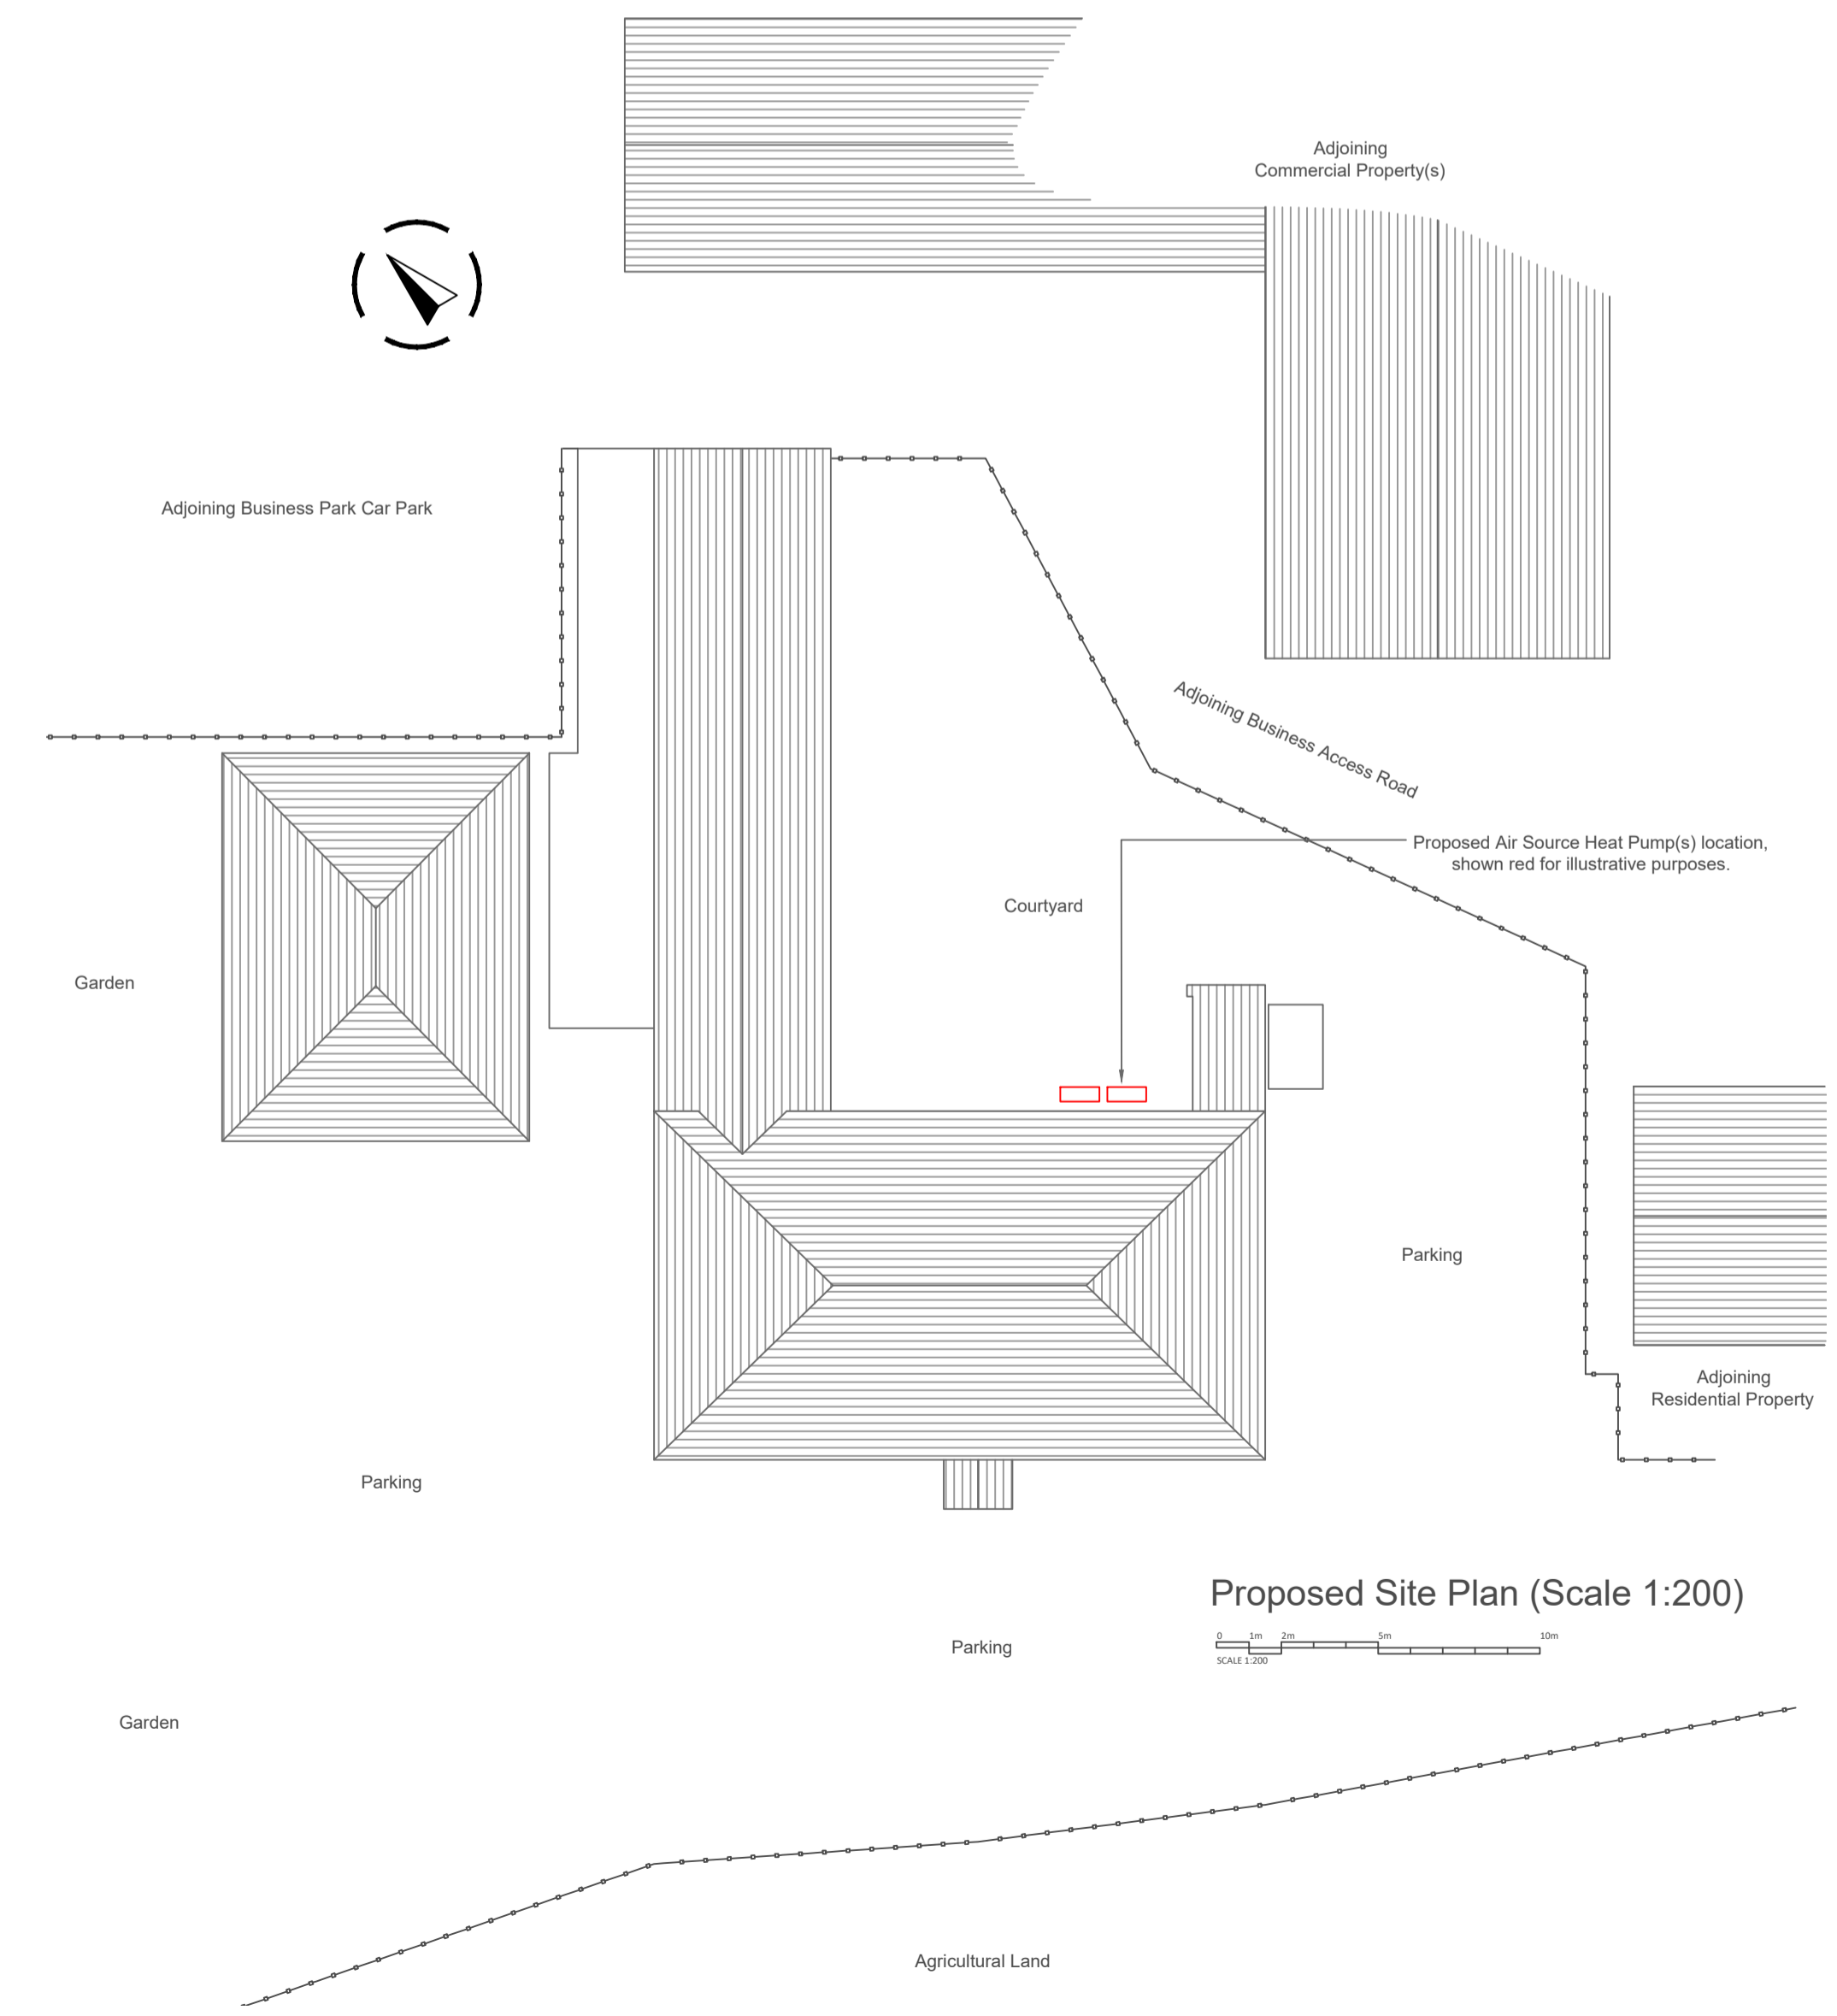 Adjoining
Commercial Property(s)
Adjoining Business Park Car Park
Adjoining Business Access Road
Proposed Air Source Heat Pump(s) location,
shown red for illustrative purposes.
Courtyard
Garden
Parking
Adjoining
Residential Property
Parking
Proposed Site Plan (Scale 1:200)
0 1m 2m 5m 10m
SCALE 1:200
Parking
Garden
Agricultural Land